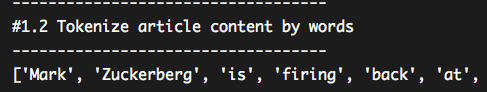 -----------------------------------
#1.2 Tokenize article content by words
-----------------------------------
['Mark', 'Zuckerberg', 'is', 'firing', 'back', 'at',